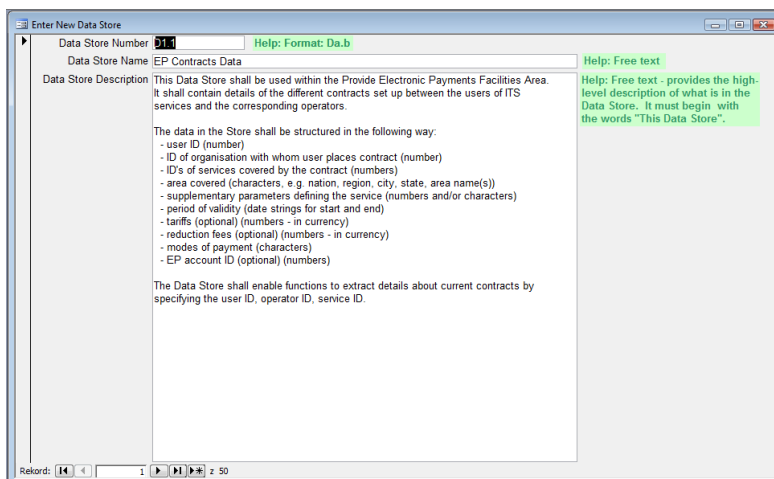 Enter New Data Store
Data Store Number D1.1 Help: Format: Da.b
Data Store Name EP Contracts Data Help: Free text
Data Store Description This Data Store shall be used within the Provide Electronic Payments Facilities Area.
It shall contain details of the different contracts set up between the users of ITS
services and the corresponding operators.
The data in the Store shall be structured in the following way:
- user ID (number)
- ID of organisation with whom user places contract (number)
- ID's of services covered by the contract (numbers)
- area covered (characters, e.g. nation, region, city, state, area name(s))
- supplementary parameters defining the service (numbers and/or characters)
- period of validity (date strings for start and end)
- tariffs (optional) (numbers - in currency)
- reduction fees (optional) (numbers - in currency)
- modes of payment (characters)
- EP account ID (optional) (numbers)
The Data Store shall enable functions to extract details about current contracts by
specifying the user ID, operator ID, service ID.
Help: Free text - provides the high-
level description of what is in the
Data Store. It must begin with
the words "This Data Store".
Rekord: 1 z 50